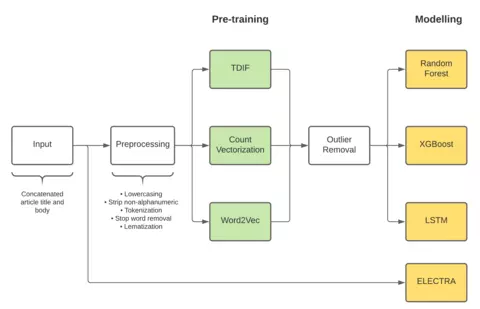 Pre-training
Modelling
TDIF
Random
Forest
Input
Preprocessing
Count
Vectorization
Outlier
Removal
XGBoost
Concatenated
article title and
body
• Lowercasing
• Strip non-alphanumeric
• Tokenization
• Stop word removal
• Lematization
Word2Vec
LSTM
ELECTRA